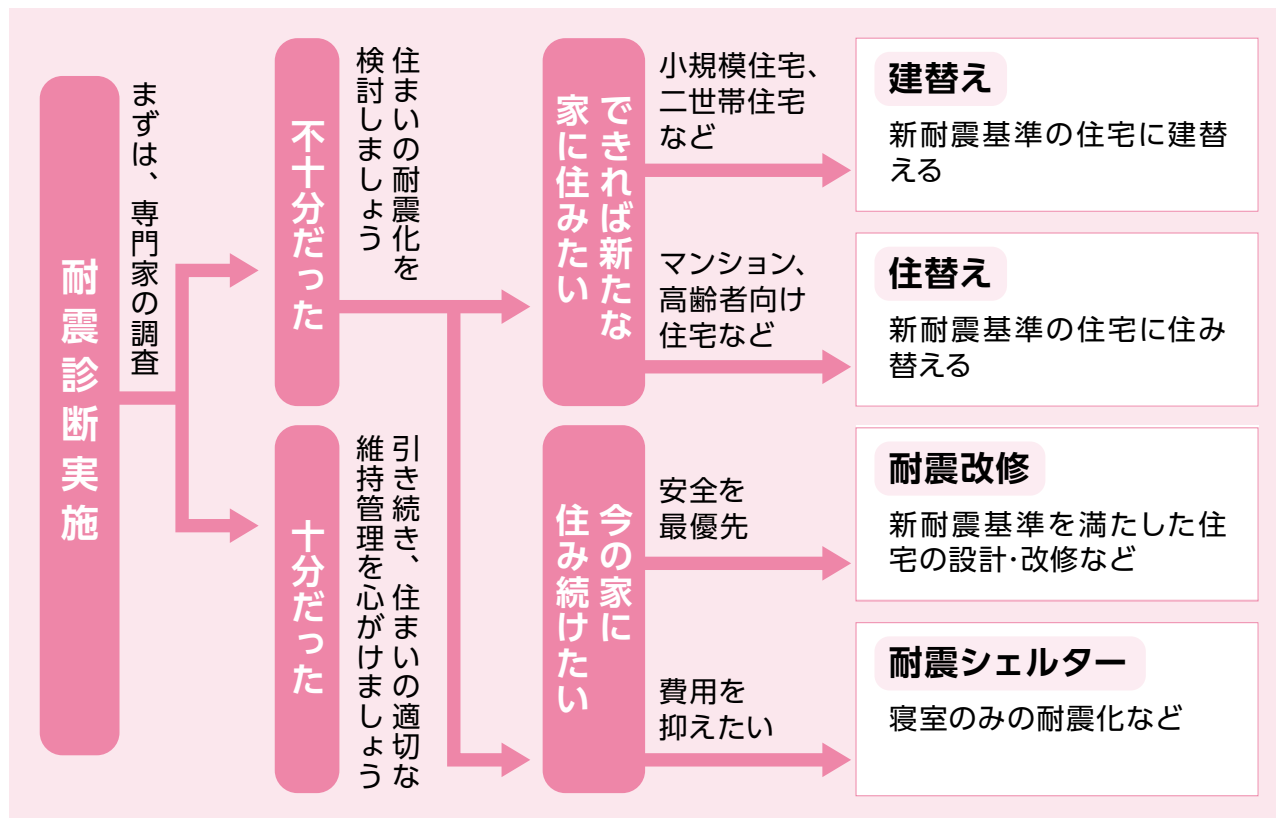 耐震診断実施
まずは、専門家の調査
不十分だった
住まいの耐震化を
検討しましょう
十分だった
引き続き、住まいの適切な
維持管理を心がけましょう
できれば新たな
家に住みたい
小規模住宅、
二世帯住宅
など
建替え
新耐震基準の住宅に建替
える
マンション、
高齢者向け
住宅など
住替え
新耐震基準の住宅に住み
替える
今の家に
住み続けたい
安全を
最優先
耐震改修
新耐震基準を満たした住
宅の設計・改修など
費用を
抑えたい
耐震シェルター
寝室のみの耐震化など